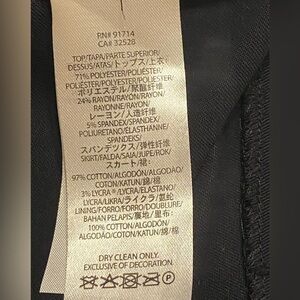 RN# 91714
CA# 32528
TOP/TAPA/PARTE SUPERIOR/
DESSUS/ATAS/トップス/上衣:
71% POLYESTER/POLIÉSTER/
POLIÉSTER/POLYESTER/
ポリエステル/聚酯纤维
24% RAYON/RAYÓN/RAYON/
RAYONNE/RAYON/
レーヨン/人造纤维
5% SPANDEX/SPANDEX/
POLIURETANO/ELASTHANNE/
SPANDEKS/
スパンデックス/弹性纤维
SKIRT/FALDA/SAIA/JUPE/ROK/
スカート/裙:
97% COTTON/ALGODÓN/ALGODÃO/
COTON/KATUN/綿/棉
3% LYCRA®/LYCRA/ELASTANO/
LYCRA/LIKRA/ライクラ/氨纶
LINING/FORRO/FORRO/DOUBLURE/
BAHAN PELAPIS/裏地/里布:
100% COTTON/ALGODÓN/
ALGODÃO/COTON/KATUN/綿/棉
DRY CLEAN ONLY
EXCLUSIVE OF DECORATION